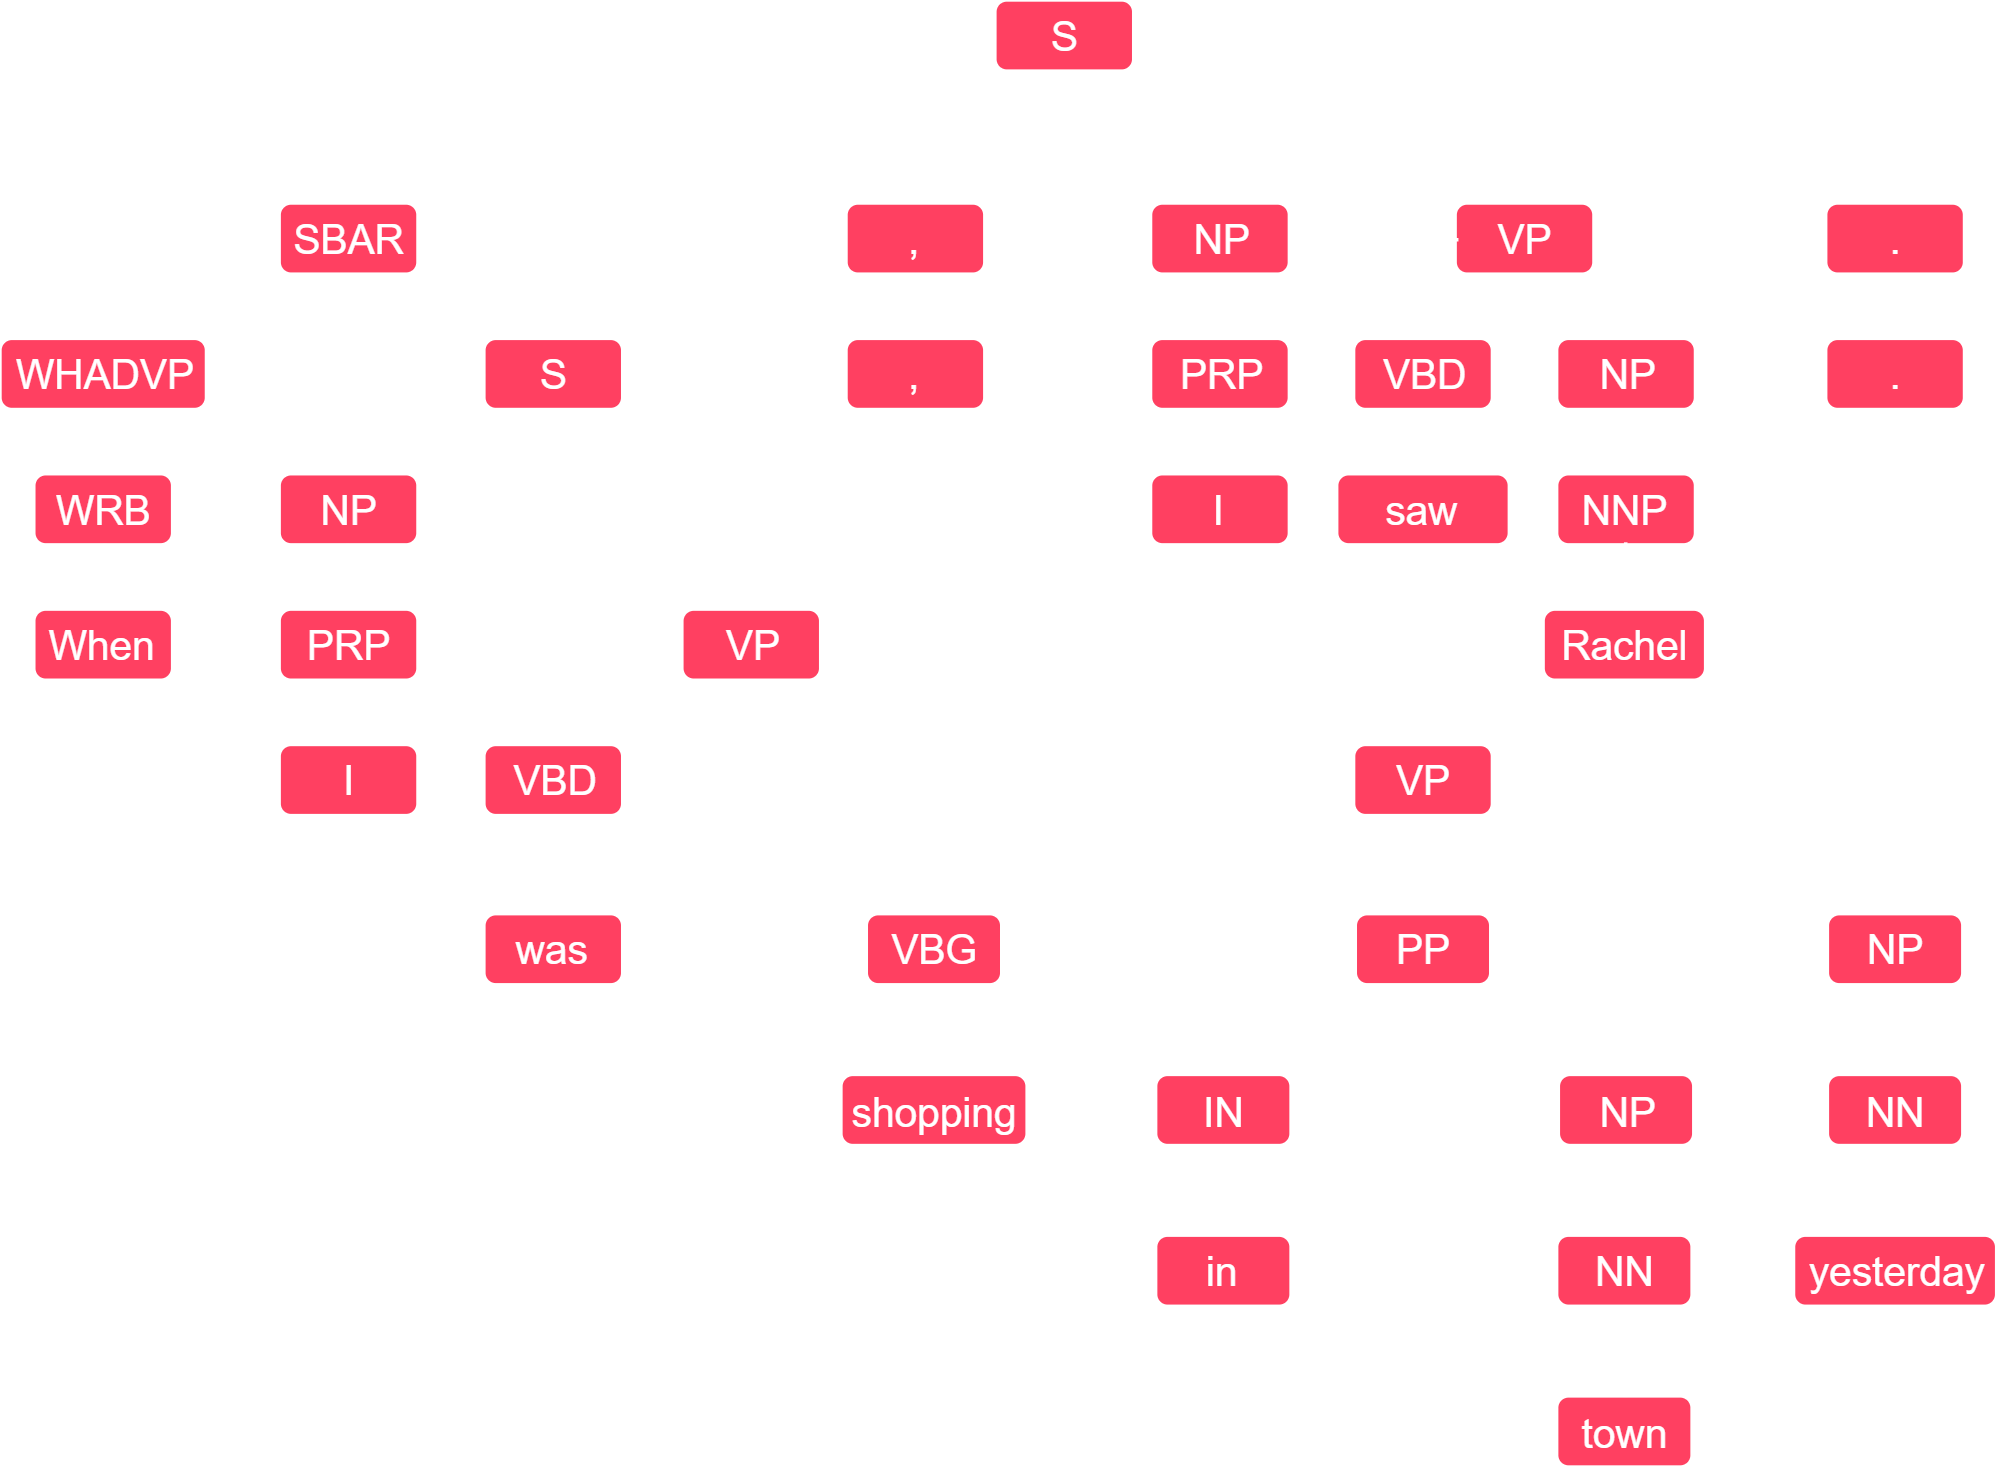 S
SBAR , NP VP .
WHADVP S , PRP VBD NP .
WRB NP I saw NNP
When PRP VP Rachel
I VBD VP
was VBG PP NP
shopping IN NP NN
in NN yesterday
town